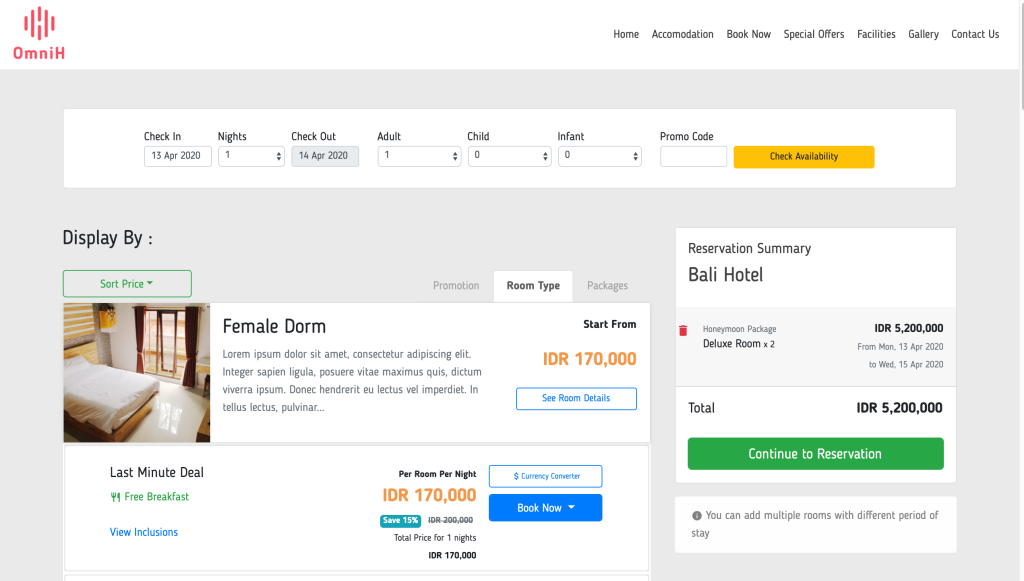 OmniH
Home Accomodation Book Now Special Offers Facilities Gallery Contact Us
Check In Nights Check Out Adult Child Infant Promo Code
13 Apr 2020 1 14 Apr 2020 1 0 0 Check Availability
Display By :
Sort Price
Promotion Room Type Packages
Female Dorm
Lorem ipsum dolor sit amet, consectetur adipiscing elit.
Integer sapien ligula, posuere vitae maximus quis, dictum
viverra ipsum. Donec hendrerit eu lectus vel imperdiet. In
tellus lectus, pulvinar...
Start From
IDR 170,000
See Room Details
Last Minute Deal
Free Breakfast
View Inclusions
Per Room Per Night
IDR 170,000
Save 15% IDR 200,000
Total Price for 1 nights
IDR 170,000
$ Currency Converter
Book Now
Reservation Summary
Bali Hotel
Honeymoon Package
Deluxe Room x 2
IDR 5,200,000
From Mon, 13 Apr 2020
to Wed, 15 Apr 2020
Total IDR 5,200,000
Continue to Reservation
You can add multiple rooms with different period of
stay